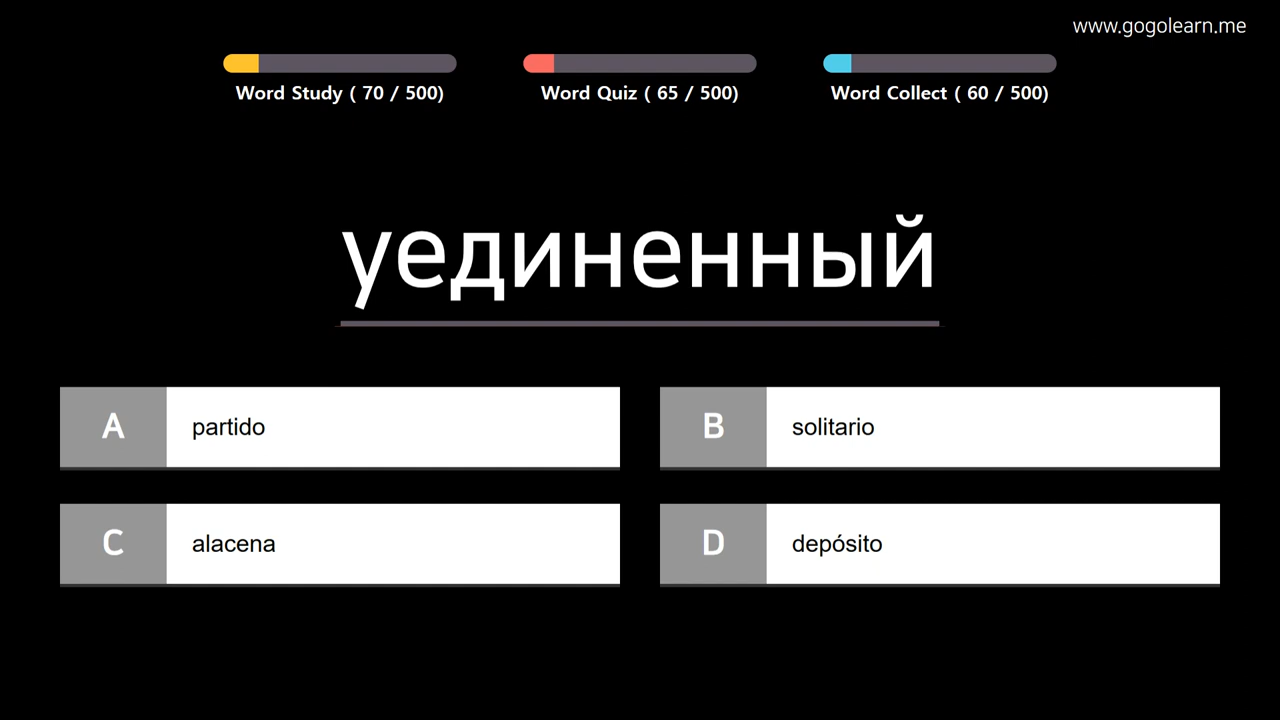 www.gogolearn.me
Word Study ( 70 / 500)
Word Quiz ( 65 / 500)
Word Collect ( 60 / 500)
уединенный
A partido
B solitario
C alacena
D depósito